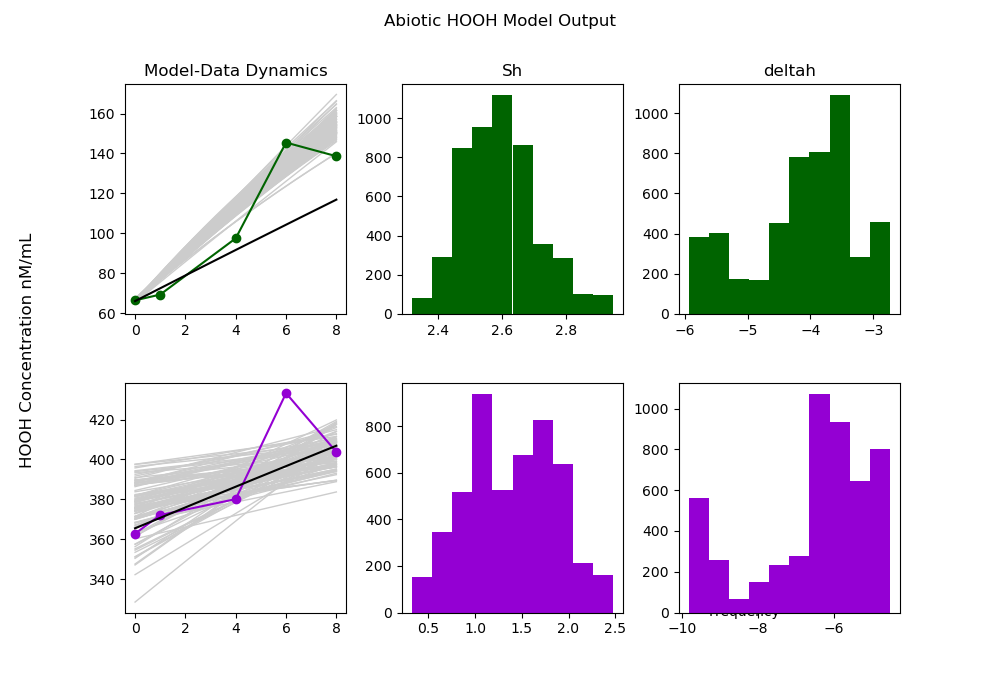 Abiotic HOOH Model Output
Model-Data Dynamics
Sh
deltah
HOOH Concentration nM/mL
160
140
120
100
80
60
0 2 4 6 8
1000
800
600
400
200
0
2.4 2.6 2.8
1000
800
600
400
200
0
−6 −5 −4 −3
420
400
380
360
340
0 2 4 6 8
800
600
400
200
0
0.5 1.0 1.5 2.0 2.5
1000
800
600
400
200
0
Frequency
−10 −8 −6